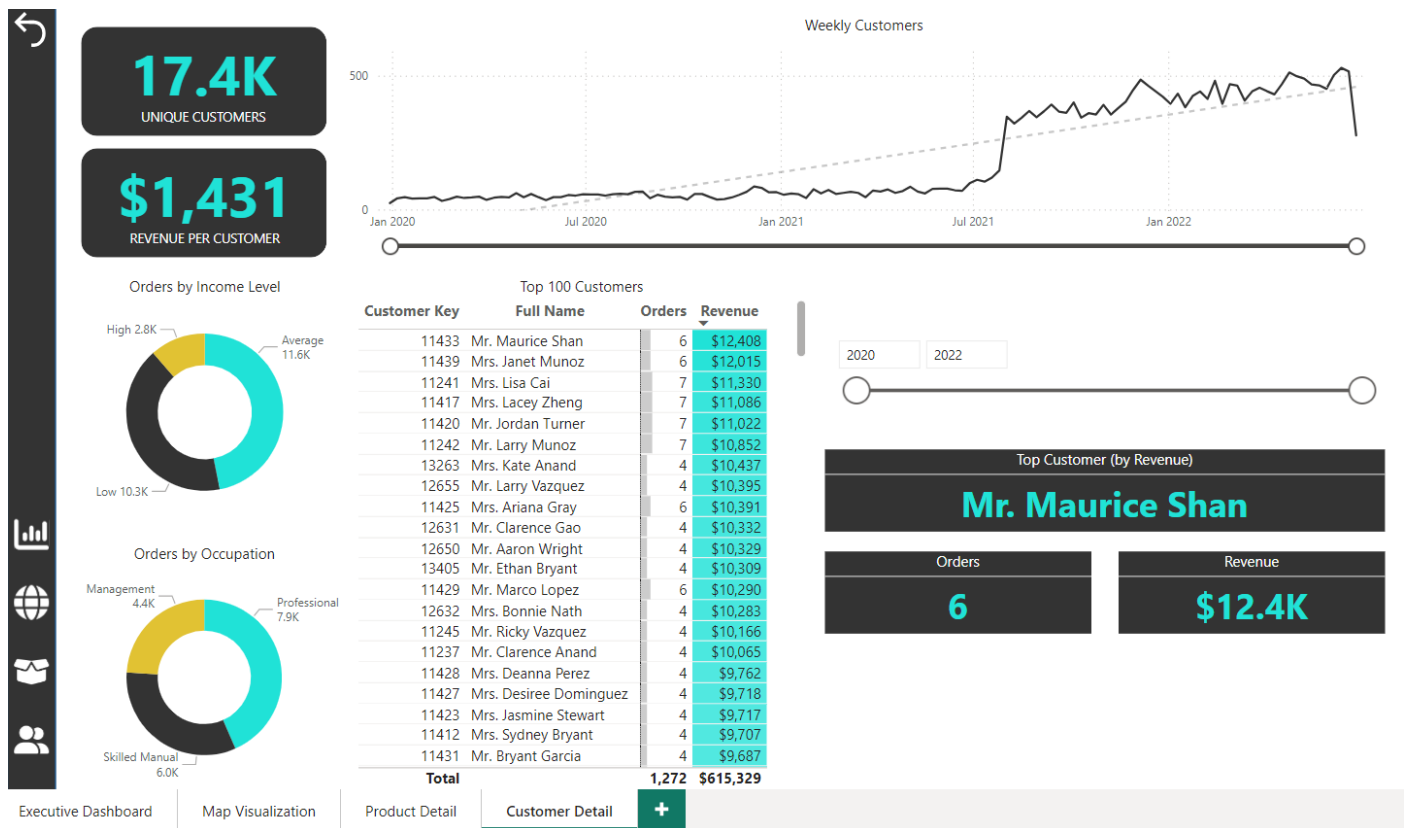 17.4K
UNIQUE CUSTOMERS
$1,431
REVENUE PER CUSTOMER
Weekly Customers
500
0
Jan 2020 Jul 2020 Jan 2021 Jul 2021 Jan 2022
Orders by Income Level
High 2.8K
Average
11.6K
Low 10.3K
Orders by Occupation
Management
4.4K
Professional
7.9K
Skilled Manual
6.0K
Top 100 Customers
Customer Key Full Name Orders Revenue
11433 Mr. Maurice Shan 6 $12,408
11439 Mrs. Janet Munoz 6 $12,015
11241 Mrs. Lisa Cai 7 $11,330
11417 Mrs. Lacey Zheng 7 $11,086
11420 Mr. Jordan Turner 7 $11,022
11242 Mr. Larry Munoz 7 $10,852
13263 Mrs. Kate Anand 4 $10,437
12655 Mr. Larry Vazquez 4 $10,395
11425 Mrs. Ariana Gray 6 $10,391
12631 Mr. Clarence Gao 4 $10,332
12650 Mr. Aaron Wright 4 $10,329
13405 Mr. Ethan Bryant 4 $10,309
11429 Mr. Marco Lopez 6 $10,290
12632 Mrs. Bonnie Nath 4 $10,283
11245 Mr. Ricky Vazquez 4 $10,166
11237 Mr. Clarence Anand 4 $10,065
11428 Mrs. Deanna Perez 4 $9,762
11427 Mrs. Desiree Dominguez 4 $9,718
11423 Mrs. Jasmine Stewart 4 $9,717
11412 Mrs. Sydney Bryant 4 $9,707
11431 Mr. Bryant Garcia 4 $9,687
Total 1,272 $615,329
2020 2022
Top Customer (by Revenue)
Mr. Maurice Shan
Orders
6
Revenue
$12.4K
Executive Dashboard Map Visualization Product Detail Customer Detail +